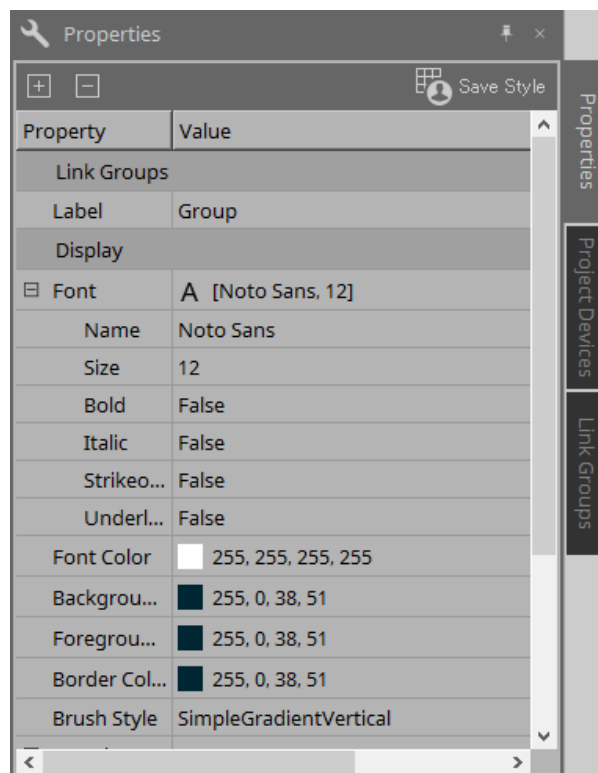 Properties
Save Style
Property Value
Link Groups
Label Group
Display
Font A [Noto Sans, 12]
Name Noto Sans
Size 12
Bold False
Italic False
Strikeo... False
Underl... False
Font Color 255, 255, 255, 255
Backgrou... 255, 0, 38, 51
Foregrou... 255, 0, 38, 51
Border Col... 255, 0, 38, 51
Brush Style SimpleGradientVertical
Properties
Project Devices
Link Groups